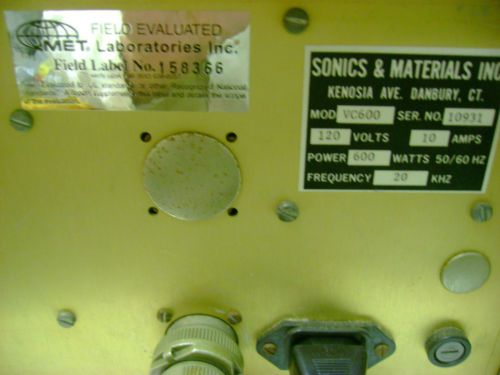 FIELD EVALUATED
MET. Laboratories Inc.
Field Label No. 158366
SONICS & MATERIALS INC
KENOSIA AVE. DANBURY, CT.
MOD VC600 SER. NO. 10931
120 VOLTS 10 AMPS
POWER 600 WATTS 50/60 HZ
FREQUENCY 20 KHZ